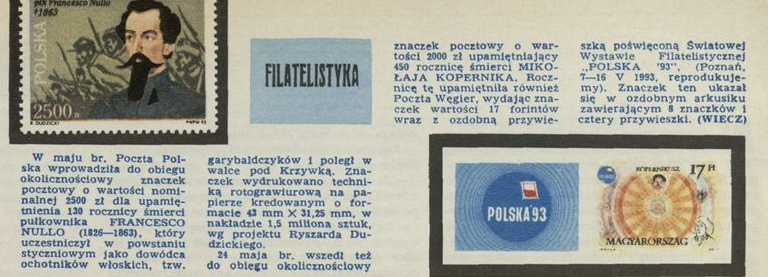 płk Francesco Nullo
†1863
POLSKA
2500 zł
R. DUDZICKI
PWPW 93
FILATELISTYKA
W maju br. Poczta Pol-
ska wprowadziła do obiegu
okolicznościowy znaczek
pocztowy o wartości nomi-
nalnej 2500 zł dla upamię-
tnienia 130 rocznicy śmierci
pułkownika FRANCESCO
NULLO (1826—1863), który
uczestniczył w powstaniu
styczniowym jako dowódca
ochotników włoskich, tzw.
garybaldczyków i poległ w
walce pod Krzywką. Zna-
czek wydrukowano techni-
ką rotograwiurową na pa-
pierze kredowanym o for-
macie 43 mm X 31,25 mm, w
nakładzie 1,5 miliona sztuk,
wg projektu Ryszarda Du-
dzickiego.
24 maja br. wszedł też
do obiegu okolicznościowy
znaczek pocztowy o war-
tości 2000 zł upamiętniający
450 rocznicę śmierci MIKO-
ŁAJA KOPERNIKA. Rocz-
nicę tę upamiętniła również
Poczta Węgier, wydając zna-
czek wartości 17 forintów
wraz z ozdobną przywie-
szką poświęconą Światowej
Wystawie Filatelistycznej
„POLSKA '93", (Poznań,
7—16 V 1993, reprodukuje-
my). Znaczek ten ukazał
się w ozdobnym arkusiku
zawierającym 8 znaczków i
cztery przywieszki. (WIECZ)
POLSKA'93
KOPERNIKUSZ
17 Ft
MAGYARORSZÁG